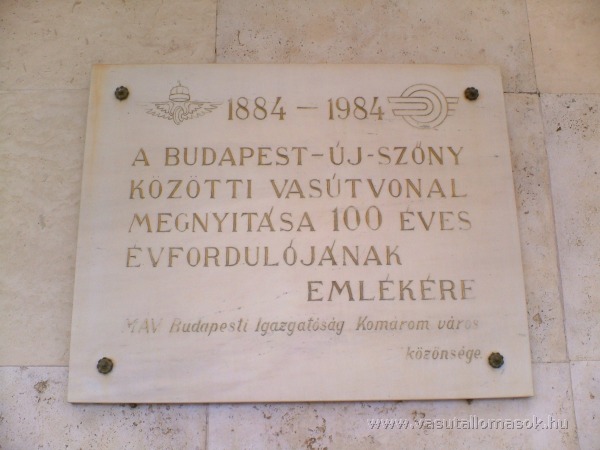 1884 — 1984
A BUDAPEST-ÚJ-SZŐNY
KÖZÖTTI VASÚTVONAL
MEGNYITÁSA 100 ÉVES
ÉVFORDULÓJÁNAK
EMLÉKÉRE
MÁV Budapesti Igazgatóság Komárom város
közönsége
www.vasutallomasok.hu